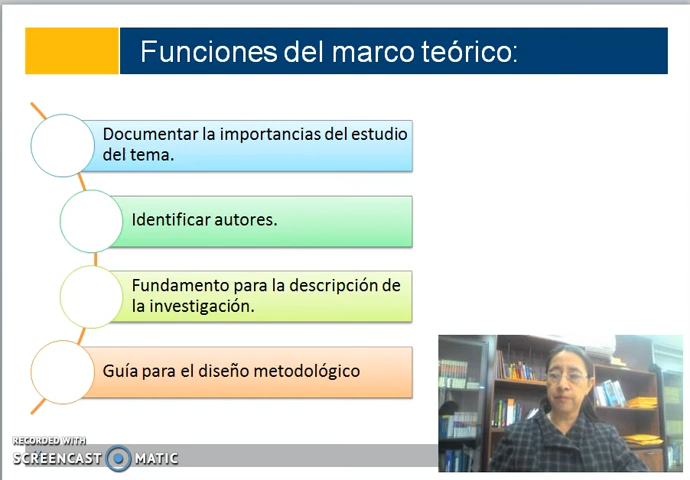 Funciones del marco teórico:
Documentar la importancias del estudio
del tema.
Identificar autores.
Fundamento para la descripción de
la investigación.
Guía para el diseño metodológico
RECORDED WITH
SCREENCAST MATIC